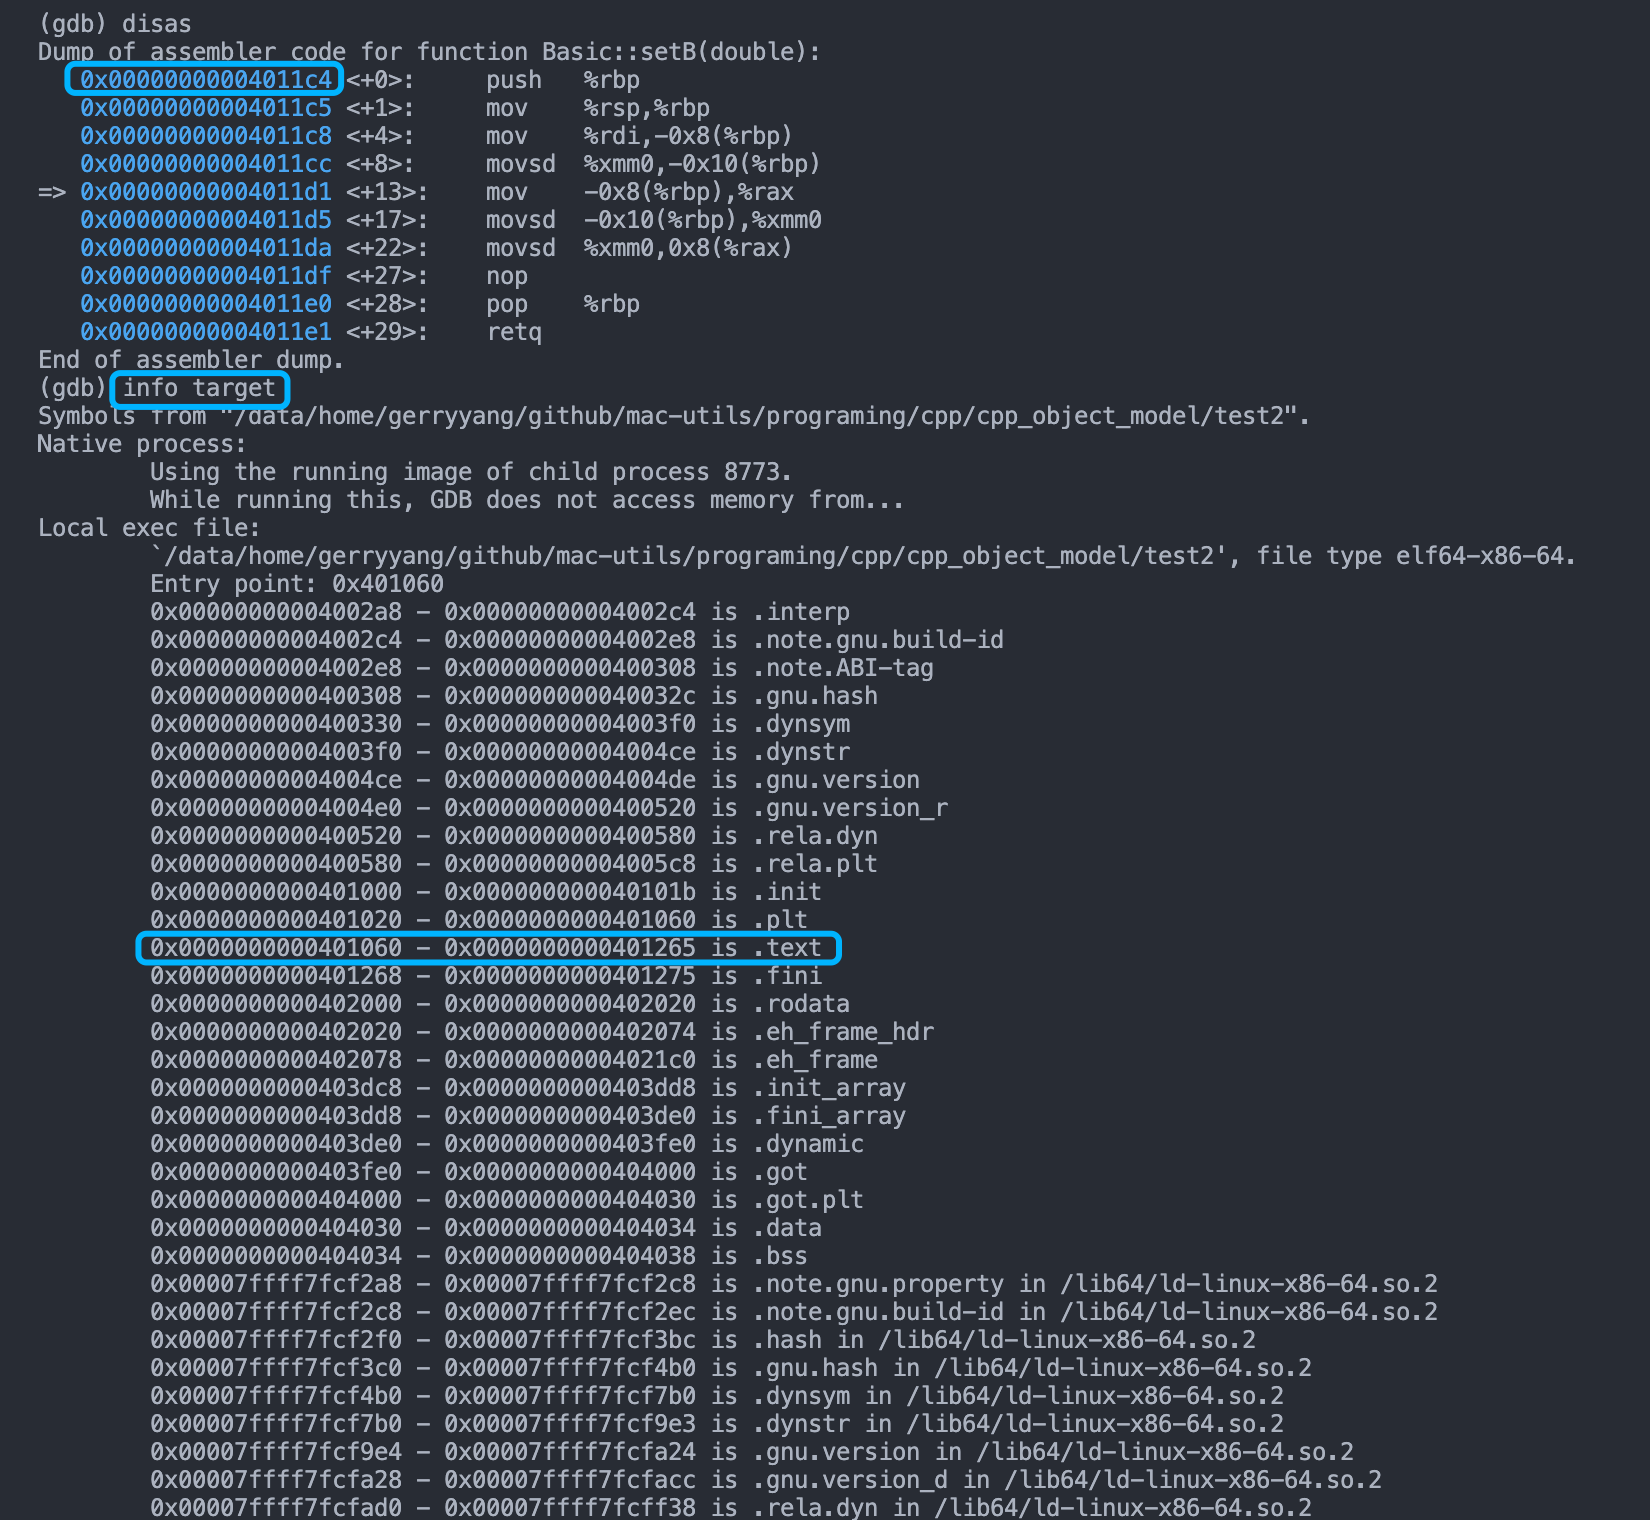 (gdb) disas
Dump of assembler code for function Basic::setB(double):
   0x00000000004011c4 <+0>:     push   %rbp
   0x00000000004011c5 <+1>:     mov    %rsp,%rbp
   0x00000000004011c8 <+4>:     mov    %rdi,-0x8(%rbp)
   0x00000000004011cc <+8>:     movsd  %xmm0,-0x10(%rbp)
=> 0x00000000004011d1 <+13>:    mov    -0x8(%rbp),%rax
   0x00000000004011d5 <+17>:    movsd  -0x10(%rbp),%xmm0
   0x00000000004011da <+22>:    movsd  %xmm0,0x8(%rax)
   0x00000000004011df <+27>:    nop
   0x00000000004011e0 <+28>:    pop    %rbp
   0x00000000004011e1 <+29>:    retq
End of assembler dump.
(gdb) info target
Symbols from "/data/home/gerryyang/github/mac-utils/programing/cpp/cpp_object_model/test2".
Native process:
        Using the running image of child process 8773.
        While running this, GDB does not access memory from...
Local exec file:
        `/data/home/gerryyang/github/mac-utils/programing/cpp/cpp_object_model/test2', file type elf64-x86-64.
        Entry point: 0x401060
        0x00000000004002a8 - 0x00000000004002c4 is .interp
        0x00000000004002c4 - 0x00000000004002e8 is .note.gnu.build-id
        0x00000000004002e8 - 0x0000000000400308 is .note.ABI-tag
        0x0000000000400308 - 0x000000000040032c is .gnu.hash
        0x0000000000400330 - 0x00000000004003f0 is .dynsym
        0x00000000004003f0 - 0x00000000004004ce is .dynstr
        0x00000000004004ce - 0x00000000004004de is .gnu.version
        0x00000000004004e0 - 0x0000000000400520 is .gnu.version_r
        0x0000000000400520 - 0x0000000000400580 is .rela.dyn
        0x0000000000400580 - 0x00000000004005c8 is .rela.plt
        0x0000000000401000 - 0x000000000040101b is .init
        0x0000000000401020 - 0x0000000000401060 is .plt
        0x0000000000401060 - 0x0000000000401265 is .text
        0x0000000000401268 - 0x0000000000401275 is .fini
        0x0000000000402000 - 0x0000000000402020 is .rodata
        0x0000000000402020 - 0x0000000000402074 is .eh_frame_hdr
        0x0000000000402078 - 0x00000000004021c0 is .eh_frame
        0x0000000000403dc8 - 0x0000000000403dd8 is .init_array
        0x0000000000403dd8 - 0x0000000000403de0 is .fini_array
        0x0000000000403de0 - 0x0000000000403fe0 is .dynamic
        0x0000000000403fe0 - 0x0000000000404000 is .got
        0x0000000000404000 - 0x0000000000404030 is .got.plt
        0x0000000000404030 - 0x0000000000404034 is .data
        0x0000000000404034 - 0x0000000000404038 is .bss
        0x00007ffff7fcf2a8 - 0x00007ffff7fcf2c8 is .note.gnu.property in /lib64/ld-linux-x86-64.so.2
        0x00007ffff7fcf2c8 - 0x00007ffff7fcf2ec is .note.gnu.build-id in /lib64/ld-linux-x86-64.so.2
        0x00007ffff7fcf2f0 - 0x00007ffff7fcf3bc is .hash in /lib64/ld-linux-x86-64.so.2
        0x00007ffff7fcf3c0 - 0x00007ffff7fcf4b0 is .gnu.hash in /lib64/ld-linux-x86-64.so.2
        0x00007ffff7fcf4b0 - 0x00007ffff7fcf7b0 is .dynsym in /lib64/ld-linux-x86-64.so.2
        0x00007ffff7fcf7b0 - 0x00007ffff7fcf9e3 is .dynstr in /lib64/ld-linux-x86-64.so.2
        0x00007ffff7fcf9e4 - 0x00007ffff7fcfa24 is .gnu.version in /lib64/ld-linux-x86-64.so.2
        0x00007ffff7fcfa28 - 0x00007ffff7fcfacc is .gnu.version_d in /lib64/ld-linux-x86-64.so.2
        0x00007ffff7fcfad0 - 0x00007ffff7fcff38 is .rela.dyn in /lib64/ld-linux-x86-64.so.2